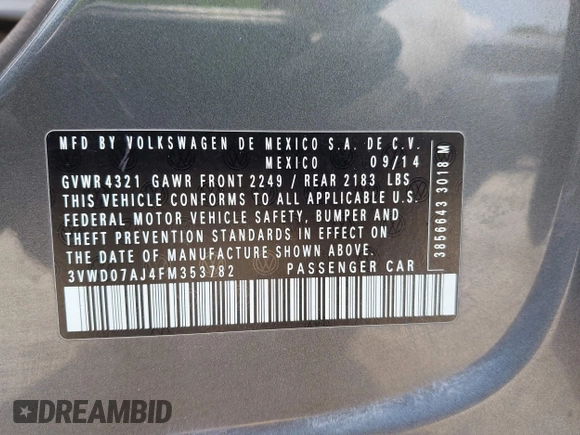 MFD BY VOLKSWAGEN DE MEXICO S.A. DE C.V.
MEXICO 09/14
GVWR 4321 GAWR FRONT 2249 / REAR 2183 LBS
THIS VEHICLE CONFORMS TO ALL APPLICABLE U.S.
FEDERAL MOTOR VEHICLE SAFETY, BUMPER AND
THEFT PREVENTION STANDARDS IN EFFECT ON
THE DATE OF MANUFACTURE SHOWN ABOVE.
3VWD07AJ4FM353782 PASSENGER CAR
3856643 3018 M
DREAMBID